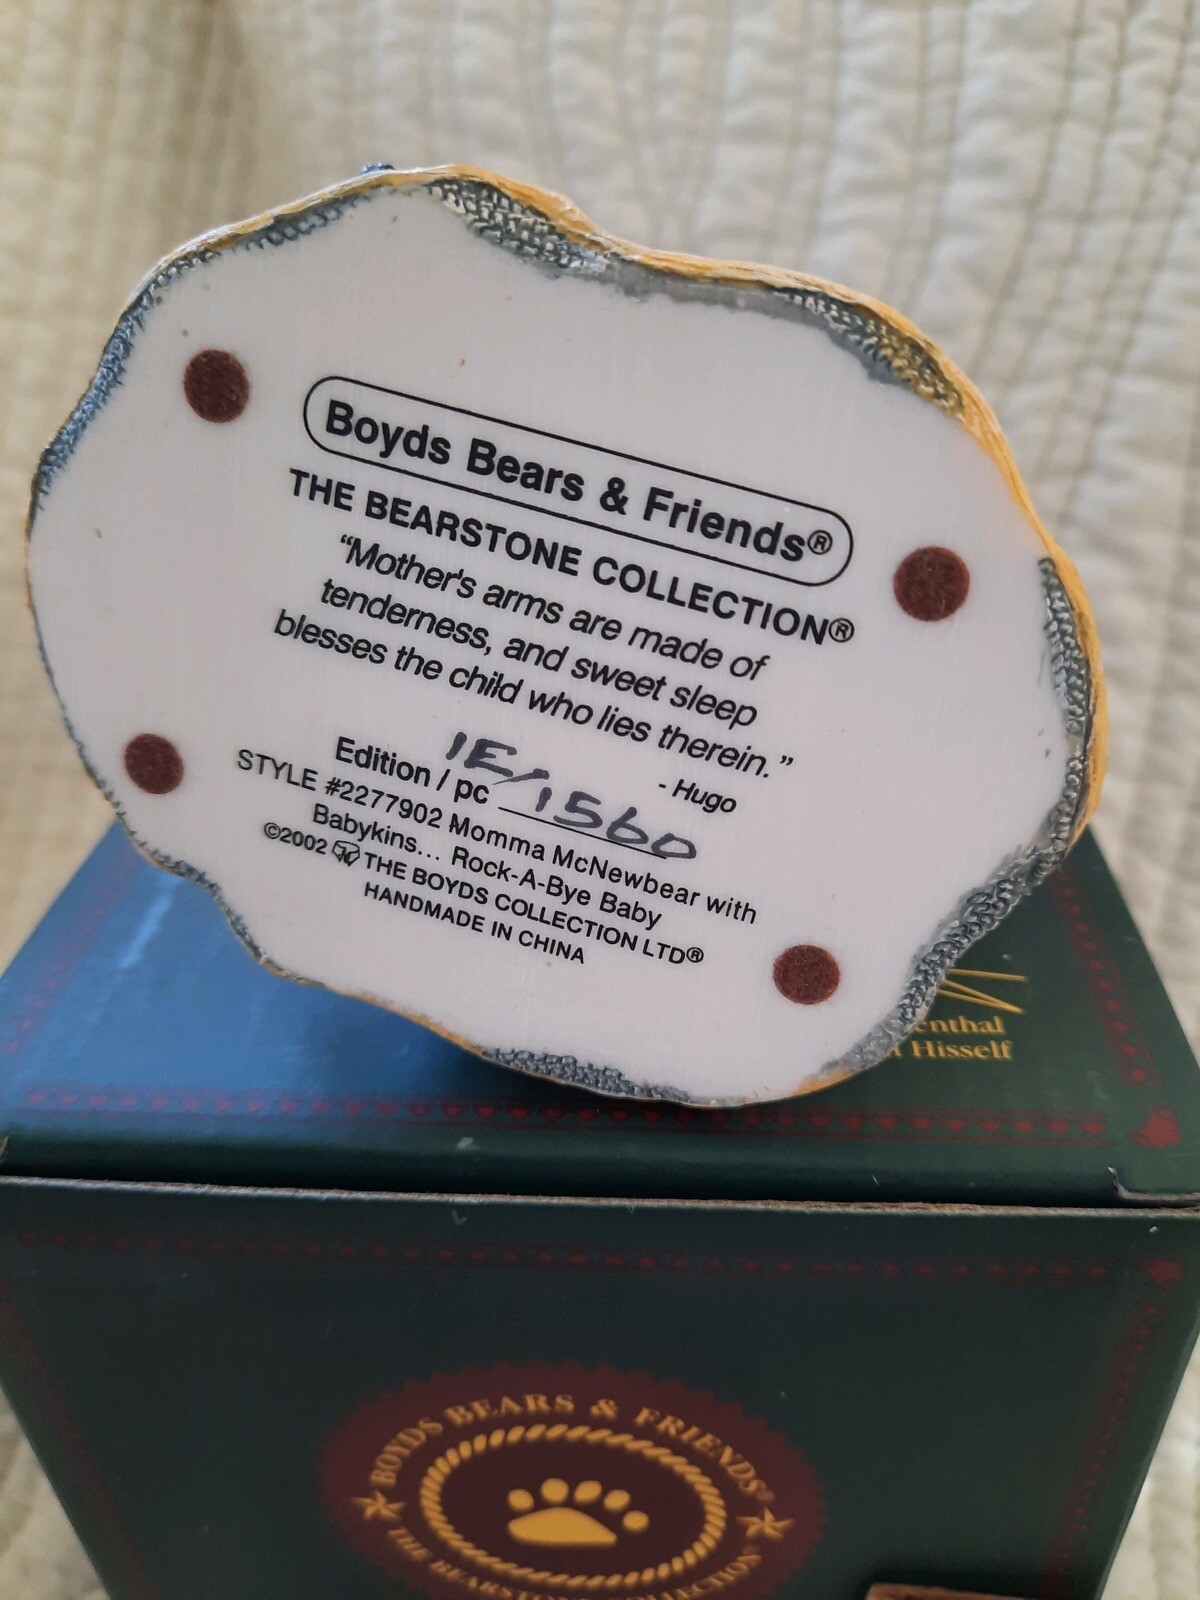 Boyds Bears & Friends®
THE BEARSTONE COLLECTION®
“Mother's arms are made of
tenderness, and sweet sleep
blesses the child who lies therein.”
- Hugo
Edition / pc 1E/1560
STYLE #2277902 Momma McNewbear with
Babykins... Rock-A-Bye Baby
©2002 THE BOYDS COLLECTION LTD®
HANDMADE IN CHINA
Hisself
BOYDS BEARS & FRIENDS®
THE BEARSTONE COLLECTION®